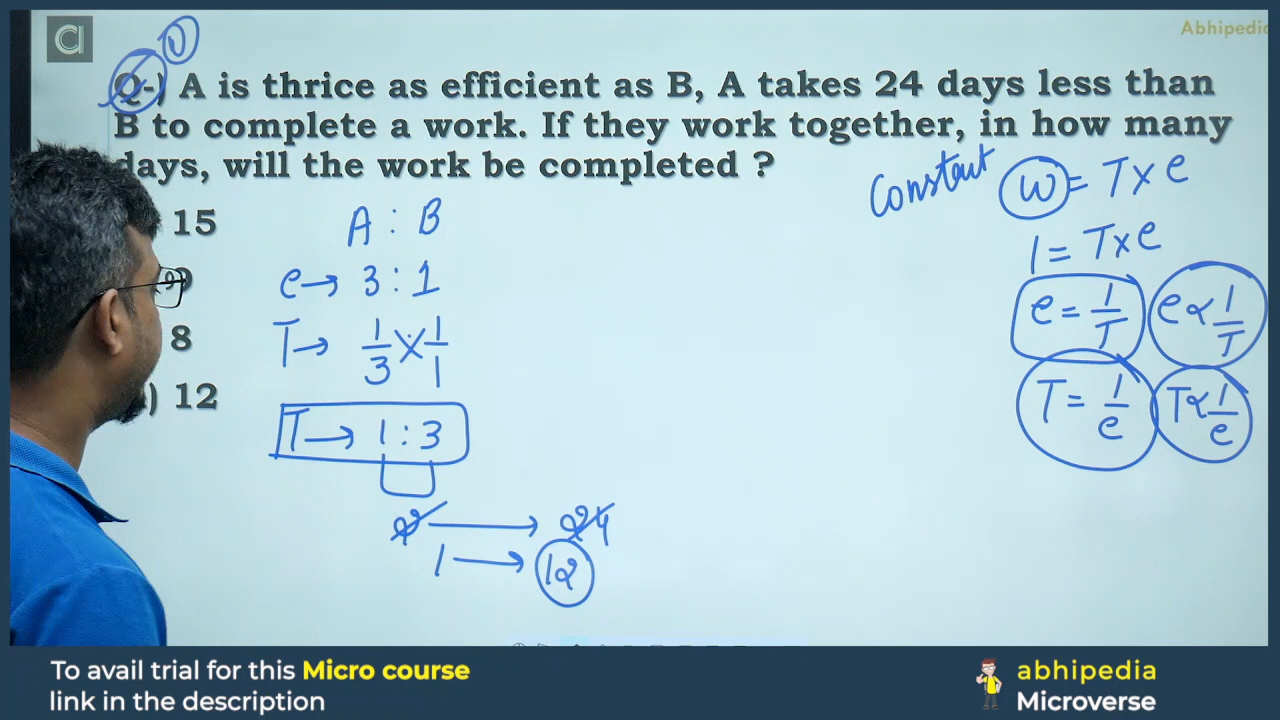 Abhipedia
①
Q-) A is thrice as efficient as B, A takes 24 days less than
B to complete a work. If they work together, in how many
days, will the work be completed ?
15
9
8
) 12
A : B
e → 3 : 1
T → 1/3 × 1/1
T → 1 : 3
2 → 24
1 → 12
Constant W = T × e
1 = T × e
e = 1/T e ∝ 1/T
T = 1/e T ∝ 1/e
To avail trial for this Micro course
link in the description
abhipedia
Microverse